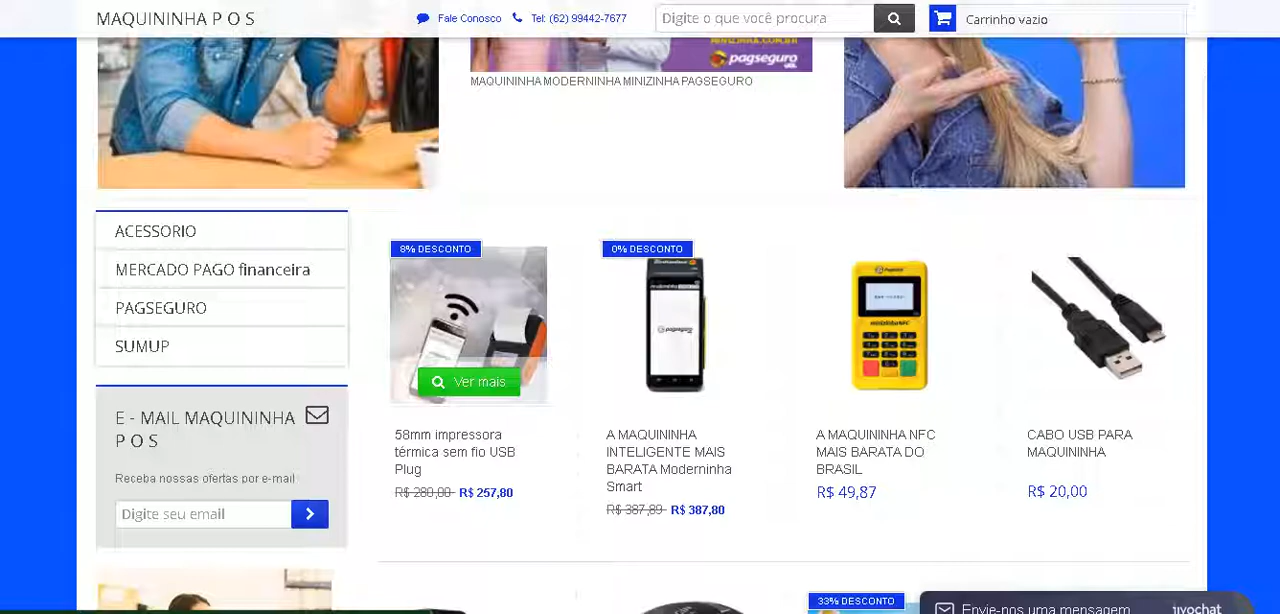 MAQUININHA P O S
Fale Conosco
Tel: (62) 99442-7677
Digite o que você procura
Carrinho vazio
pagseguro
MAQUININHA MODERNINHA MINIZINHA PAGSEGURO
ACESSORIO
MERCADO PAGO financeira
PAGSEGURO
SUMUP
E - MAIL MAQUININHA
P O S
Receba nossas ofertas por e-mail
Digite seu email
8% DESCONTO
Ver mais
58mm impressora
térmica sem fio USB
Plug
R$ 280,00 R$ 257,80
0% DESCONTO
A MAQUININHA
INTELIGENTE MAIS
BARATA Moderninha
Smart
R$ 387,89 R$ 387,80
A MAQUININHA NFC
MAIS BARATA DO
BRASIL
R$ 49,87
CABO USB PARA
MAQUININHA
R$ 20,00
33% DESCONTO
Envie-nos uma mensagem
jivochat